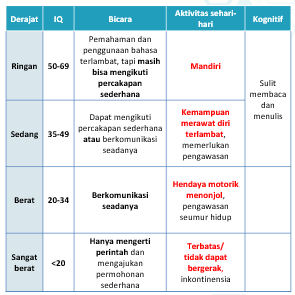 Derajat IQ Bicara Aktivitas sehari- Kognitif
hari
Pemahaman dan
penggunaan bahasa
terlambat, tapi masih
Ringan 50-69 bisa mengikuti Mandiri
percakapan
sederhana
Sulit
membaca
dan
menulis
Sedang 35-49 Dapat mengikuti
percakapan sederhana
atau berkomunikasi
seadanya
Kemampuan
merawat diri
terlambat,
memerlukan
pengawasan
Berat 20-34 Berkomunikasi
seadanya
Hendaya motorik
menonjol,
pengawasan
seumur hidup
Sangat
berat
<20
Hanya mengerti
perintah dan
mengajukan
permohonan
sederhana
Terbatas/
tidak dapat
bergerak,
inkontinensia